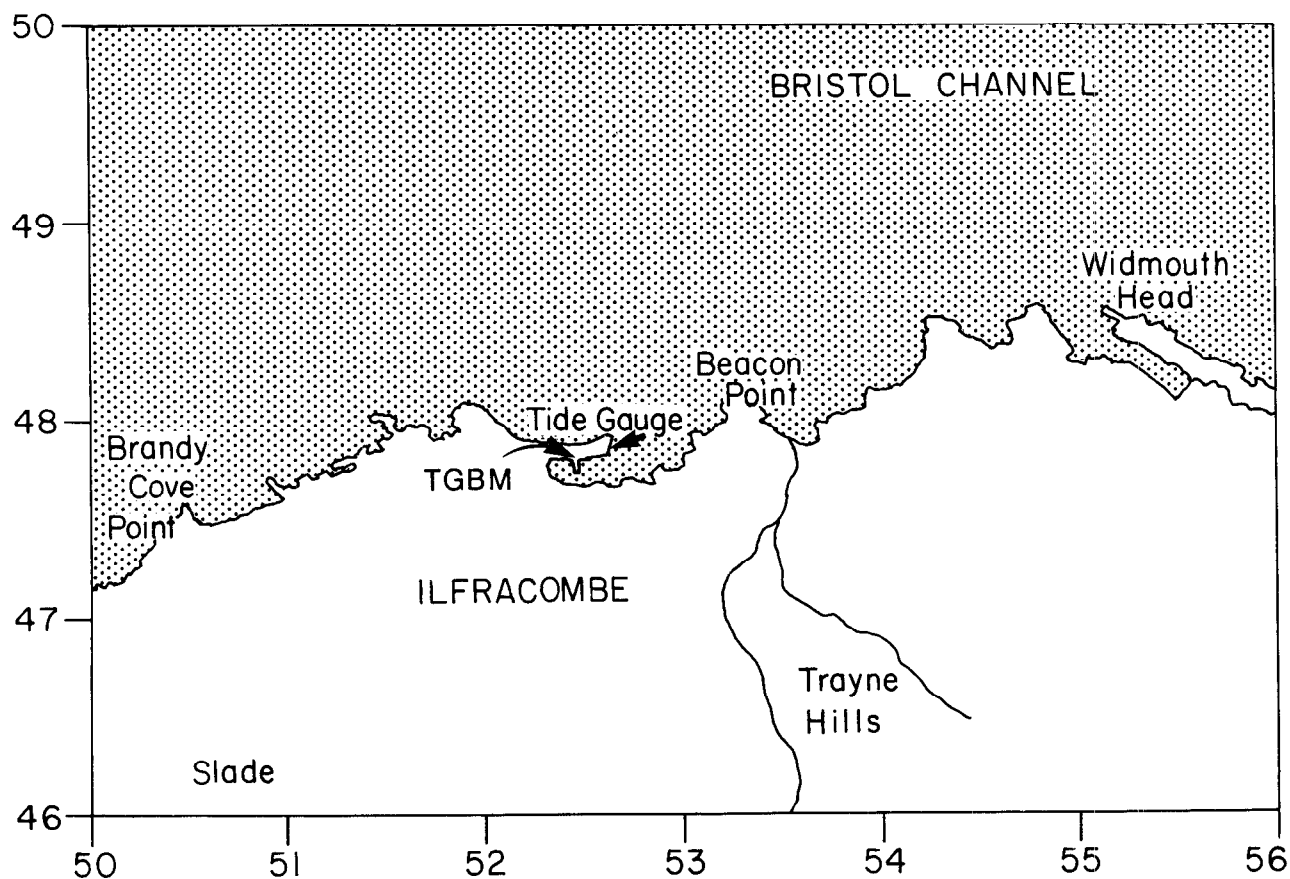 50
BRISTOL CHANNEL
49
Widmouth
Head
Beacon
Point
48
Tide Gauge
Brandy
Cove
Point
TGBM
ILFRACOMBE
47
Trayne
Hills
Slade
46
50 51 52 53 54 55 56